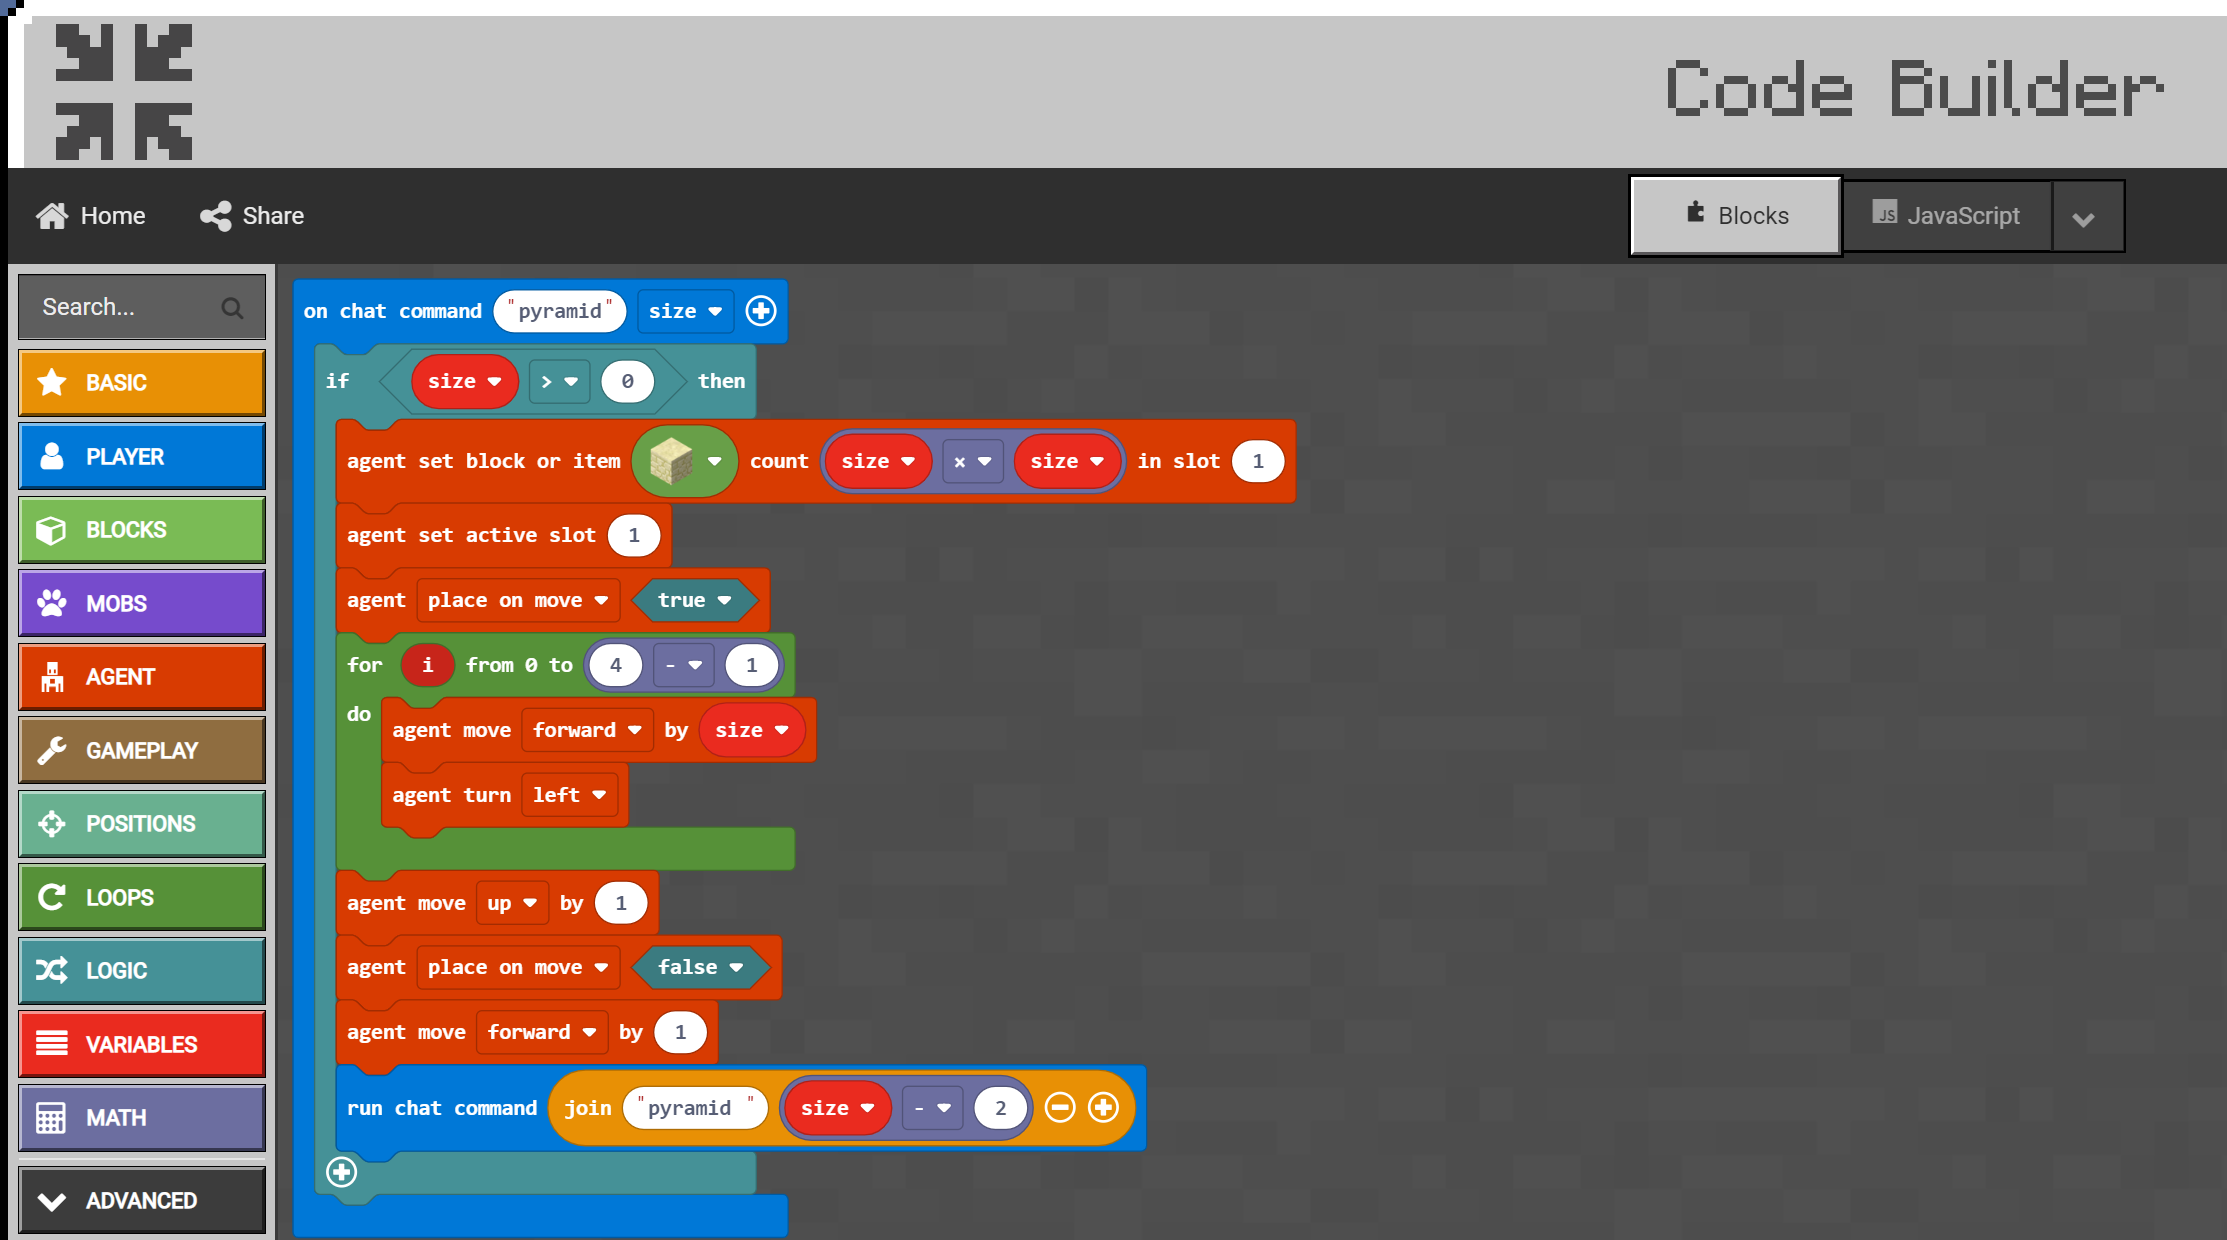 Code Builder
Home Share Blocks JS JavaScript
Search...
BASIC
PLAYER
BLOCKS
MOBS
AGENT
GAMEPLAY
POSITIONS
LOOPS
LOGIC
VARIABLES
MATH
ADVANCED
on chat command "pyramid" size
if size > 0 then
agent set block or item count size × size in slot 1
agent set active slot 1
agent place on move true
for i from 0 to 4 - 1
do agent move forward by size
agent turn left
agent move up by 1
agent place on move false
agent move forward by 1
run chat command join "pyramid " size - 2